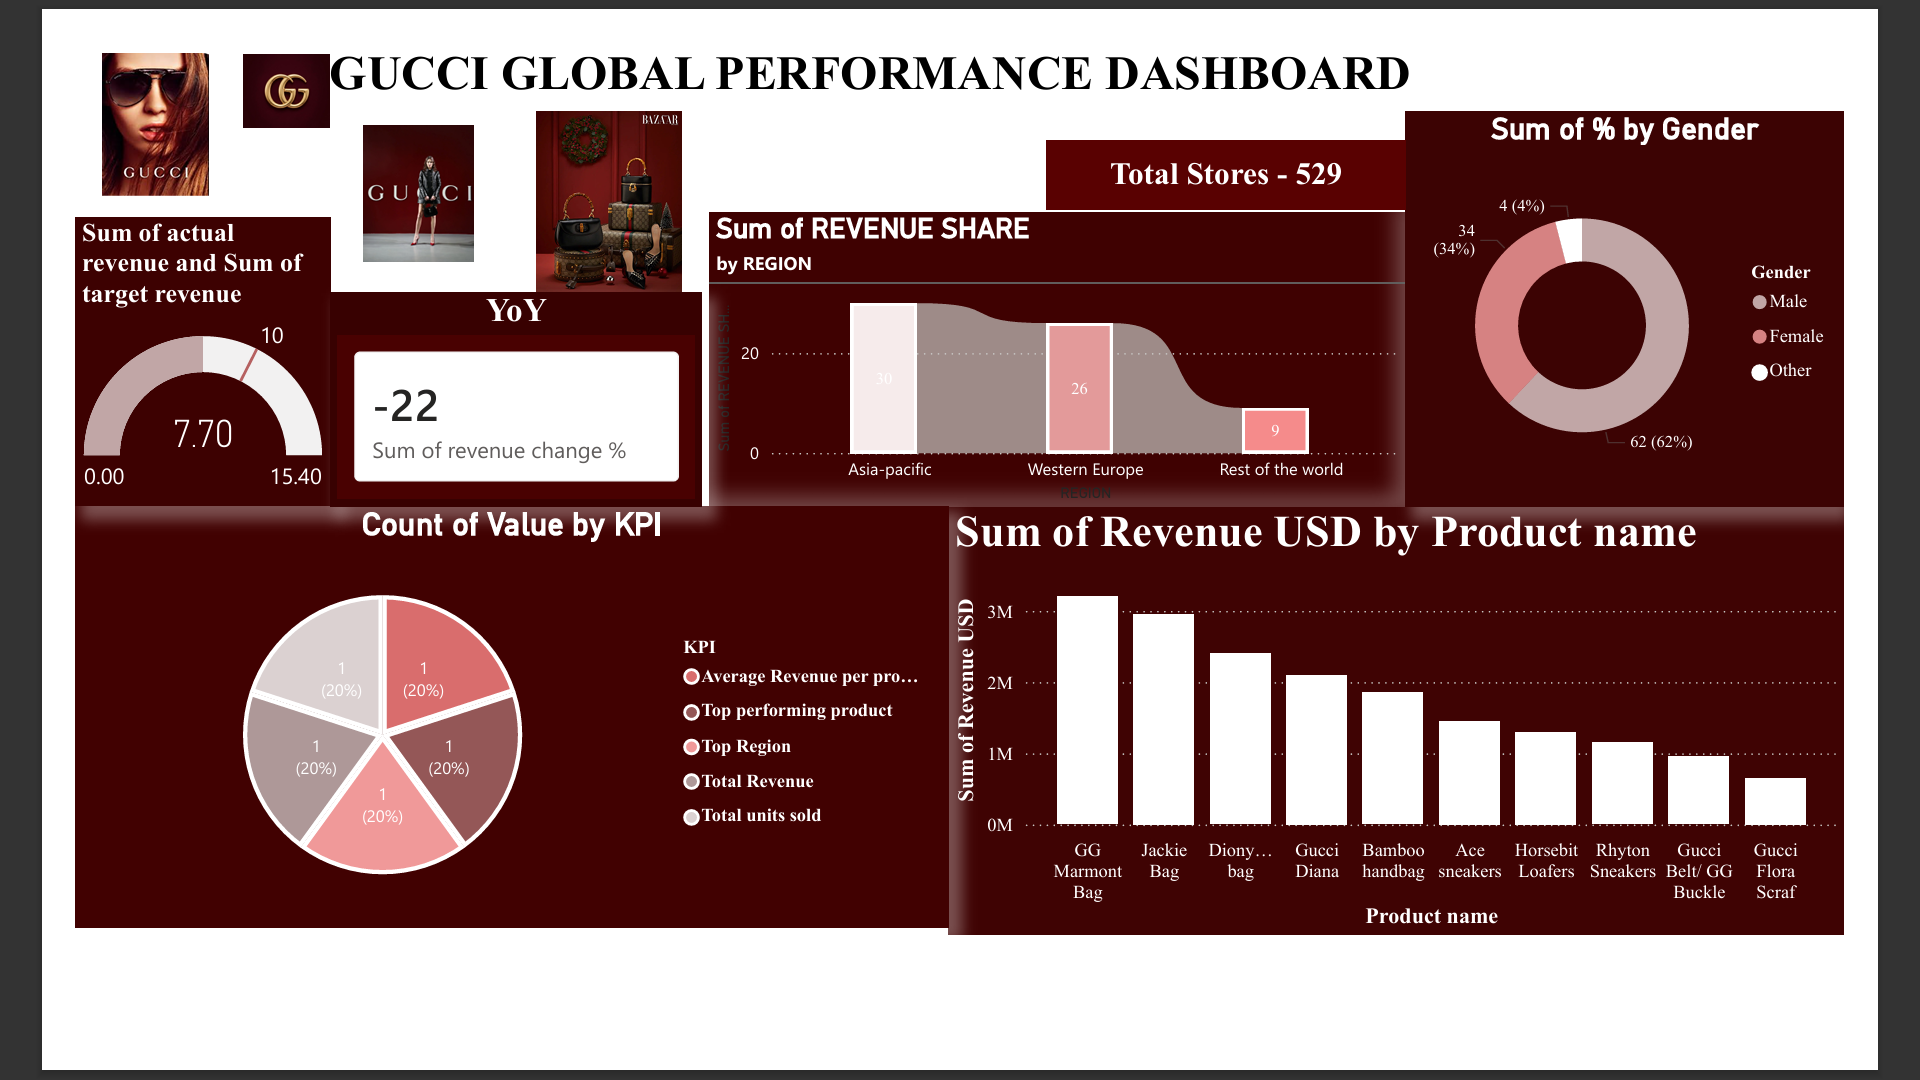 GUCCI GLOBAL PERFORMANCE DASHBOARD
GUCCI
GUCCI
BAZAAR
Total Stores - 529
Sum of actual
revenue and Sum of
target revenue
10
7.70
0.00
15.40
YoY
-22
Sum of revenue change %
Sum of REVENUE SHARE
by REGION
Sum of REVENUE SH...
20
0
30
26
9
Asia-pacific
Western Europe
Rest of the world
REGION
Sum of % by Gender
4 (4%)
34
(34%)
62 (62%)
Gender
Male
Female
Other
Count of Value by KPI
1
(20%)
1
(20%)
1
(20%)
1
(20%)
1
(20%)
KPI
Average Revenue per pro…
Top performing product
Top Region
Total Revenue
Total units sold
Sum of Revenue USD by Product name
Sum of Revenue USD
3M
2M
1M
0M
GG
Marmont
Bag
Jackie
Bag
Diony…
bag
Gucci
Diana
Bamboo
handbag
Ace
sneakers
Horsebit
Loafers
Rhyton
Sneakers
Gucci
Belt/ GG
Buckle
Gucci
Flora
Scraf
Product name